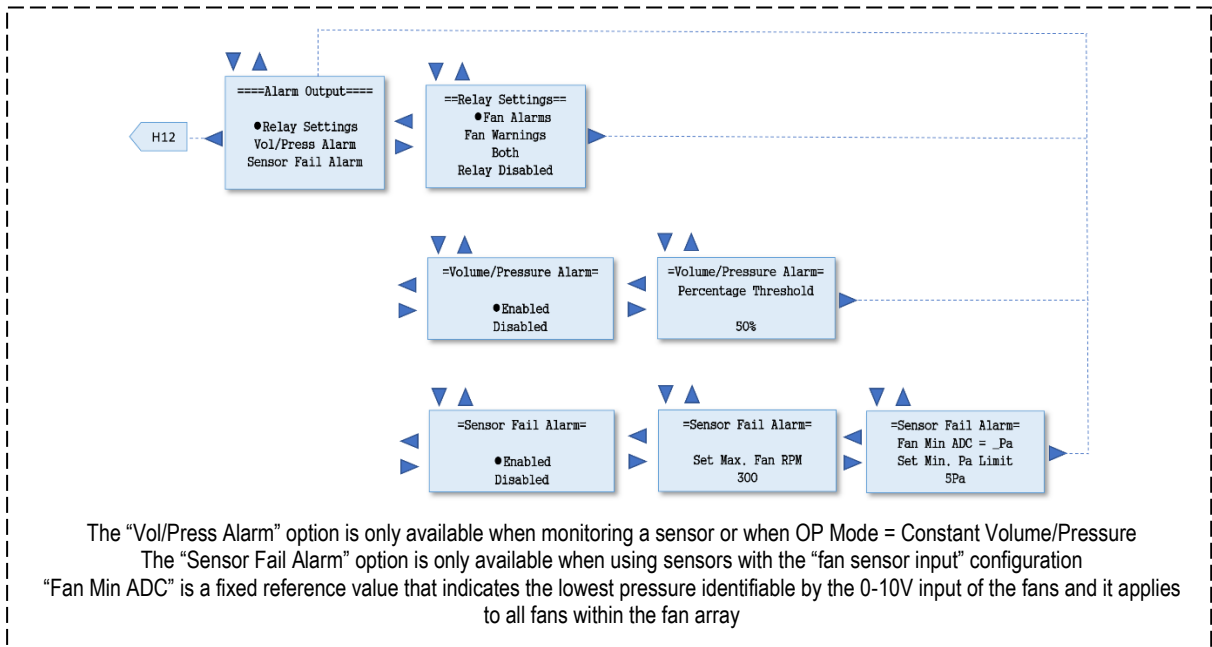 ====Alarm Output====
●Relay Settings
Vol/Press Alarm
Sensor Fail Alarm
==Relay Settings==
●Fan Alarms
Fan Warnings
Both
Relay Disabled
H12
=Volume/Pressure Alarm=
●Enabled
Disabled
=Volume/Pressure Alarm=
Percentage Threshold
50%
=Sensor Fail Alarm=
●Enabled
Disabled
=Sensor Fail Alarm=
Set Max. Fan RPM
300
=Sensor Fail Alarm=
Fan Min ADC = _Pa
Set Min. Pa Limit
5Pa
The “Vol/Press Alarm” option is only available when monitoring a sensor or when OP Mode = Constant Volume/Pressure
The “Sensor Fail Alarm” option is only available when using sensors with the “fan sensor input” configuration
“Fan Min ADC” is a fixed reference value that indicates the lowest pressure identifiable by the 0-10V input of the fans and it applies
to all fans within the fan array